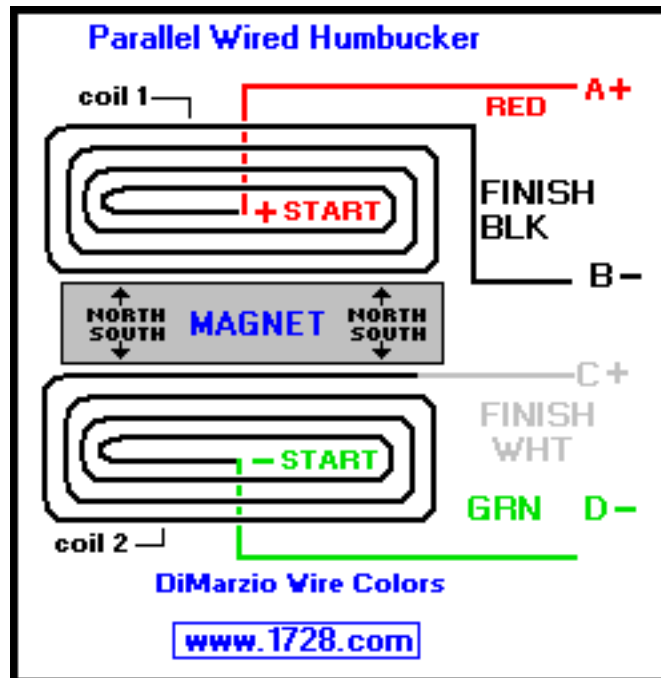 Parallel Wired Humbucker
coil 1
A+
RED
+ START
FINISH
BLK
B-
NORTH
SOUTH
MAGNET
NORTH
SOUTH
C+
FINISH
WHT
- START
GRN D-
coil 2
DiMarzio Wire Colors
www.1728.com